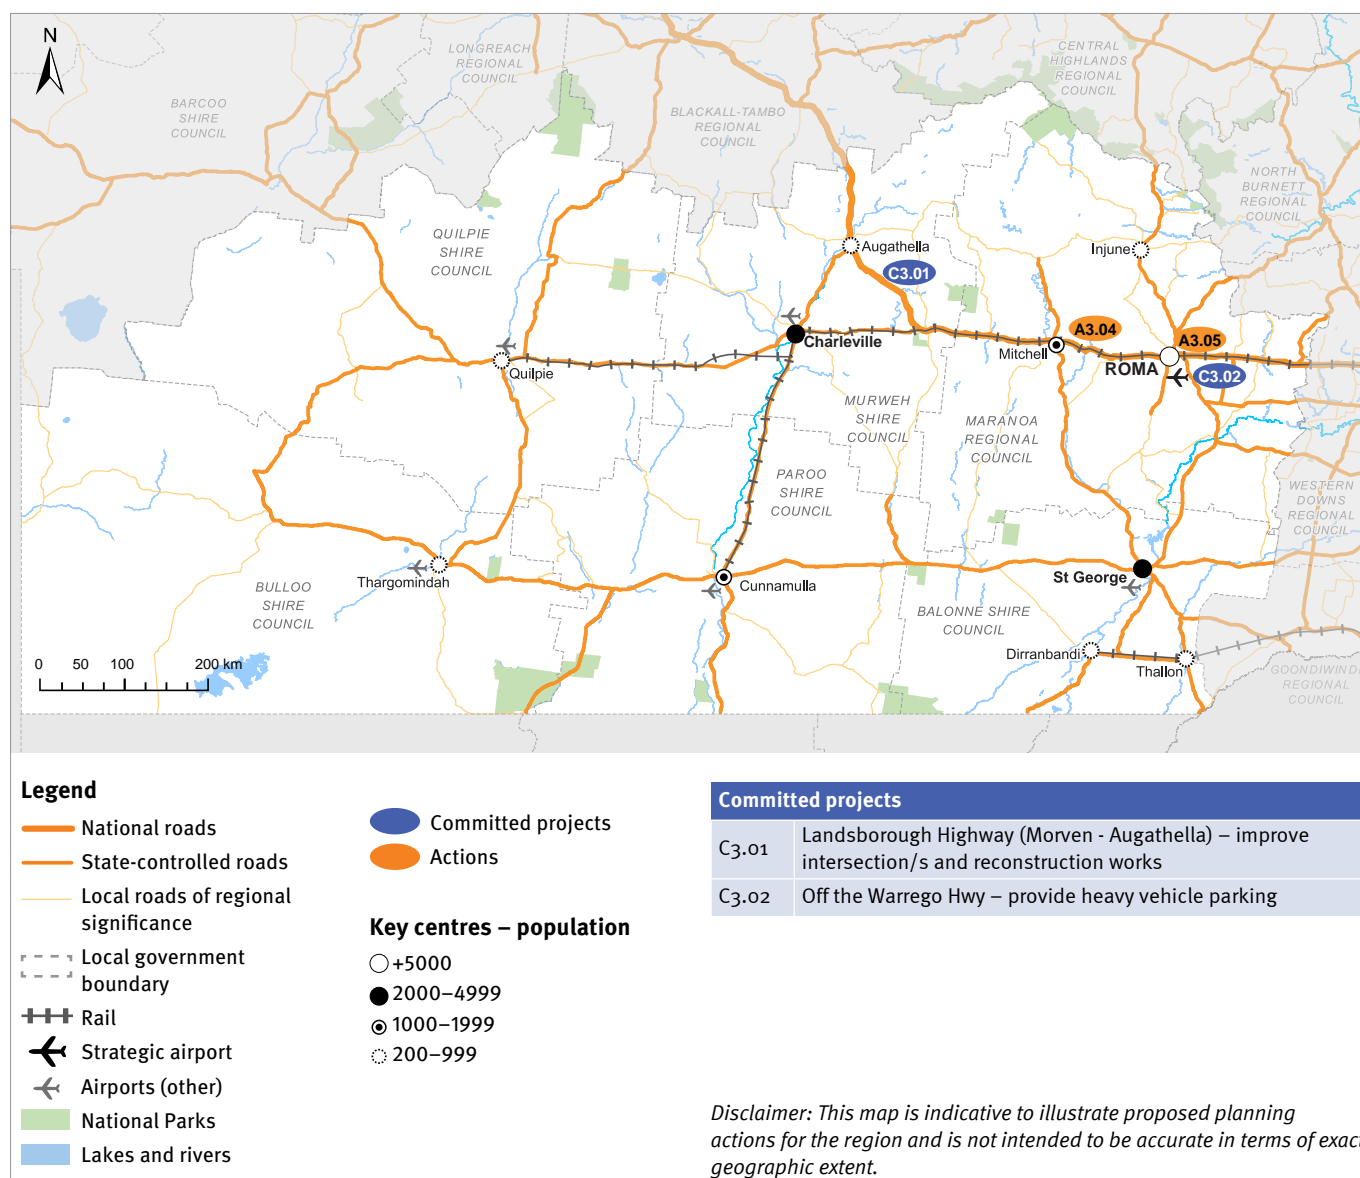 N
LONGREACH
REGIONAL
COUNCIL
CENTRAL
HIGHLANDS
REGIONAL
COUNCIL
BARCOO
SHIRE
COUNCIL
BLACKALL-TAMBO
REGIONAL
COUNCIL
NORTH
BURNETT
REGIONAL
COUNCIL
QUILPIE
SHIRE
COUNCIL
Augathella
Injune
C3.01
A3.04
A3.05
Charleville
Mitchell
ROMA
C3.02
Quilpie
MURWEH
SHIRE
COUNCIL
MARANOA
REGIONAL
COUNCIL
PAROO
SHIRE
COUNCIL
WESTERN
DOWNS
REGIONAL
COUNCIL
Thargomindah
BULLOO
SHIRE
COUNCIL
Cunnamulla
St George
BALONNE SHIRE
COUNCIL
Dirranbandi
Thallon
GOONDIWINDI
REGIONAL
COUNCIL
0 50 100 200 km
Legend
National roads
State-controlled roads
Local roads of regional
significance
Local government
boundary
Rail
Strategic airport
Airports (other)
National Parks
Lakes and rivers
Committed projects
Actions
Key centres – population
+5000
2000–4999
1000–1999
200–999
Committed projects
C3.01 Landsborough Highway (Morven - Augathella) – improve
intersection/s and reconstruction works
C3.02 Off the Warrego Hwy – provide heavy vehicle parking
Disclaimer: This map is indicative to illustrate proposed planning
actions for the region and is not intended to be accurate in terms of exact
geographic extent.